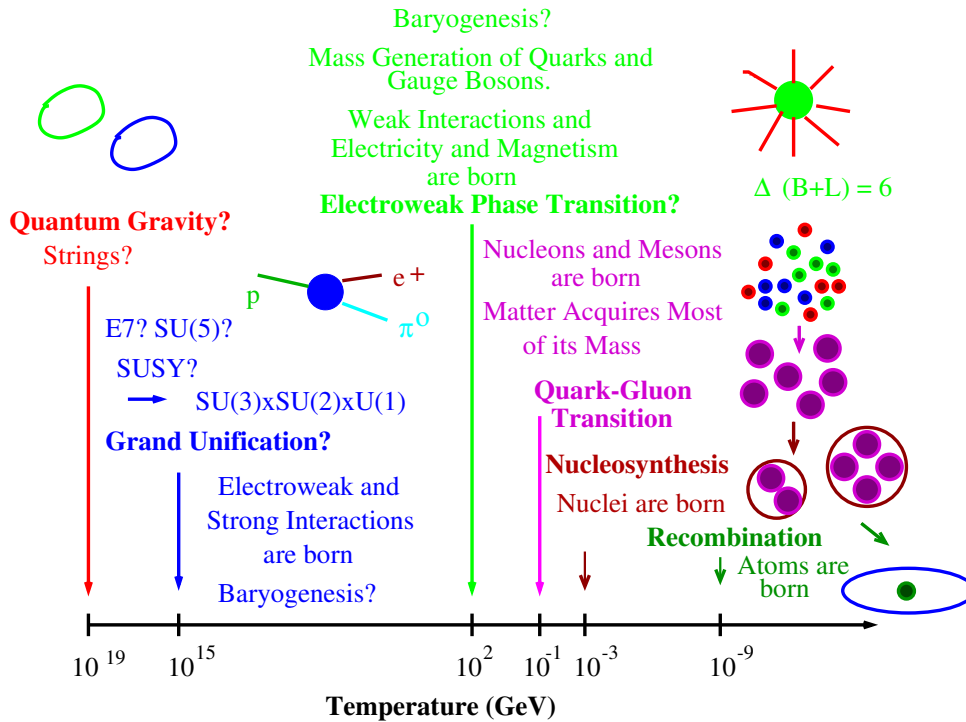 Baryogenesis?
Mass Generation of Quarks and
Gauge Bosons.
Weak Interactions and
Electricity and Magnetism
are born
Electroweak Phase Transition?
Δ (B+L) = 6
Quantum Gravity?
Strings?
p
e+
πo
E7? SU(5)?
SUSY?
SU(3)xSU(2)xU(1)
Grand Unification?
Electroweak and
Strong Interactions
are born
Baryogenesis?
Nucleons and Mesons
are born
Matter Acquires Most
of its Mass
Quark-Gluon
Transition
Nucleosynthesis
Nuclei are born
Recombination
Atoms are
born
10^19 10^15 10^2 10^-1 10^-3 10^-9
Temperature (GeV)